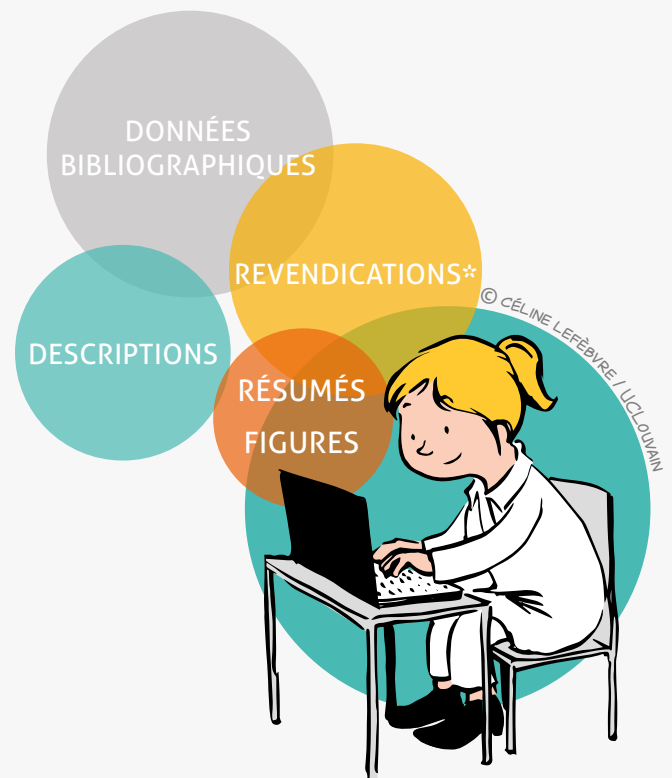 DONNÉES
BIBLIOGRAPHIQUES
REVENDICATIONS*
DESCRIPTIONS
RÉSUMÉS
FIGURES
© CÉLINE LEFÈBVRE / UCLOUVAIN